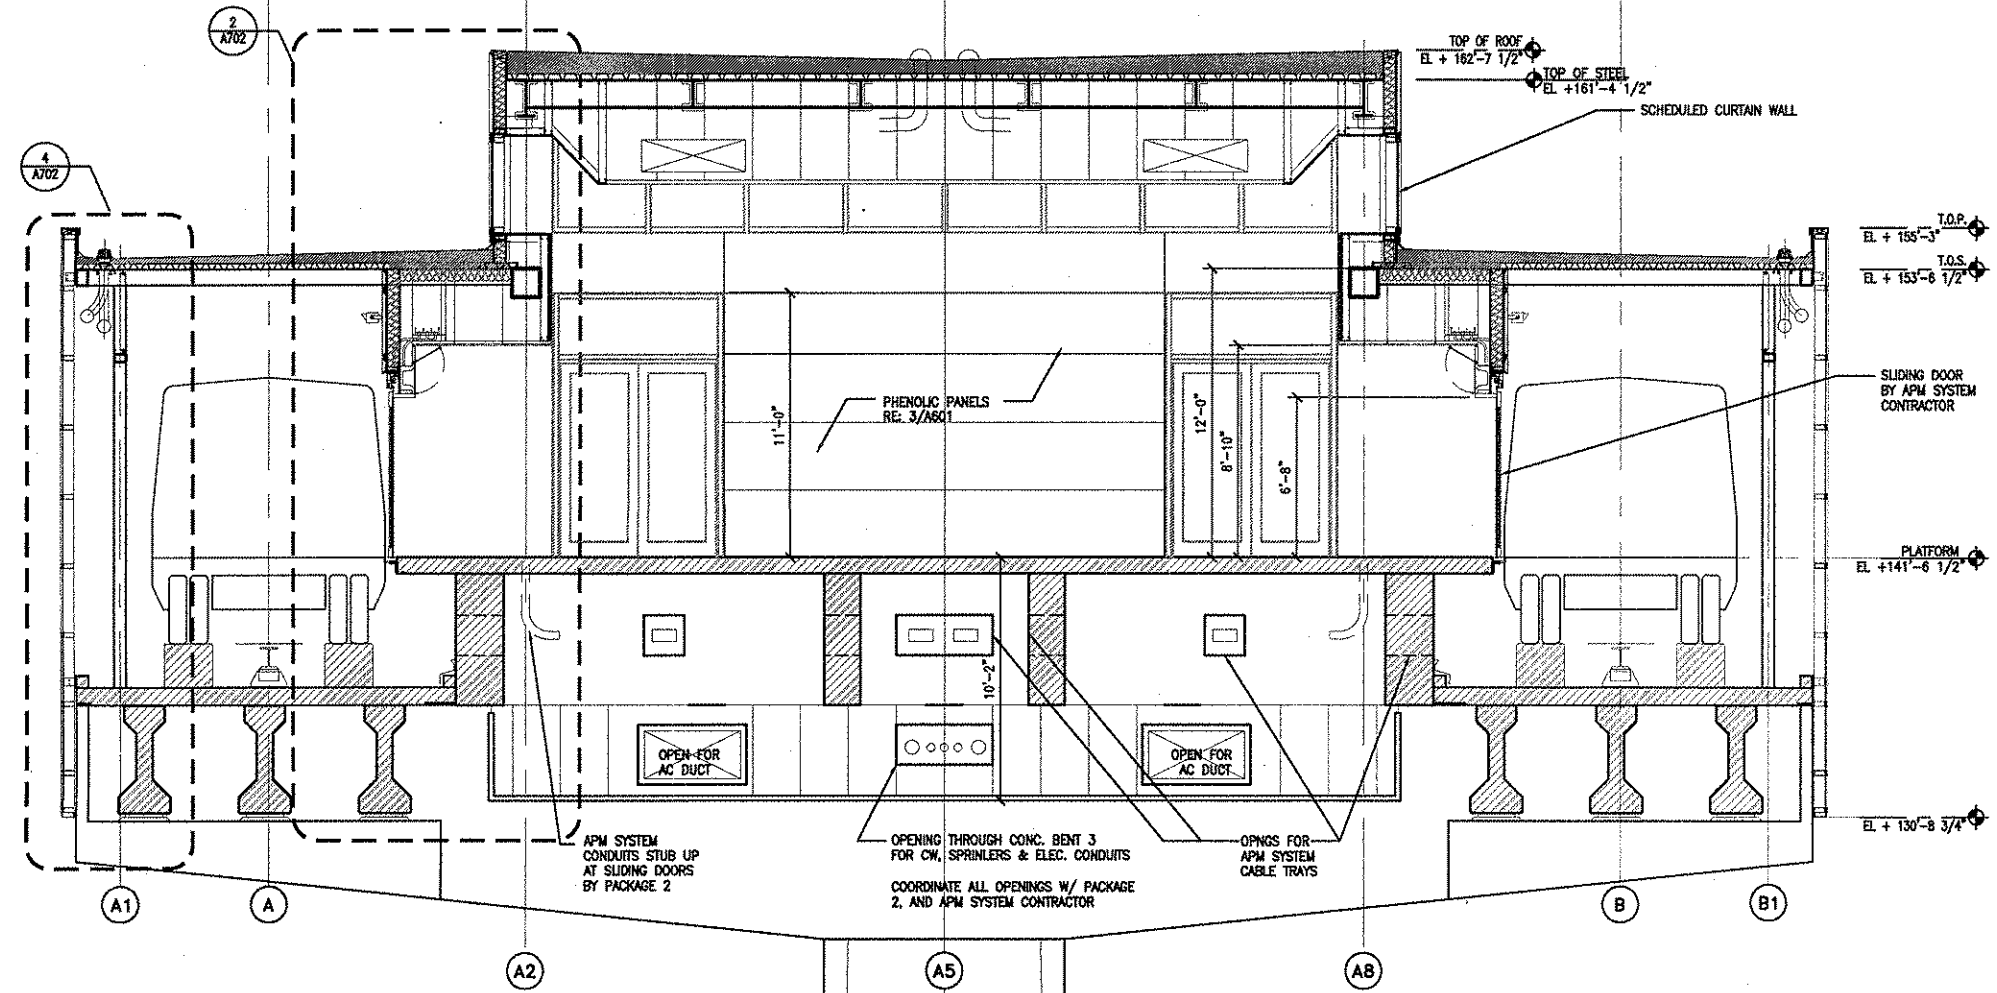 2
A702
TOP OF ROOF
EL + 162'-7 1/2"
TOP OF STEEL
EL +161'-4 1/2"
SCHEDULED CURTAIN WALL
4
A702
T.O.P.
EL + 155'-3"
T.O.S.
EL + 153'-6 1/2"
SLIDING DOOR
BY APM SYSTEM
CONTRACTOR
PHENOLIC PANELS
RE: 3/A601
11'-0"
12'-0"
8'-10"
6'-8"
PLATFORM
EL +141'-6 1/2"
10'-2"
OPEN FOR
AC DUCT
OPEN FOR
AC DUCT
EL + 130'-8 3/4"
APM SYSTEM
CONDUITS STUB UP
AT SLIDING DOORS
BY PACKAGE 2
OPENING THROUGH CONC. BENT 3
FOR CW, SPRINLERS & ELEC. CONDUITS
COORDINATE ALL OPENINGS W/ PACKAGE
2, AND APM SYSTEM CONTRACTOR
OPNGS FOR
APM SYSTEM
CABLE TRAYS
A1
A
B
B1
A2
A5
A8